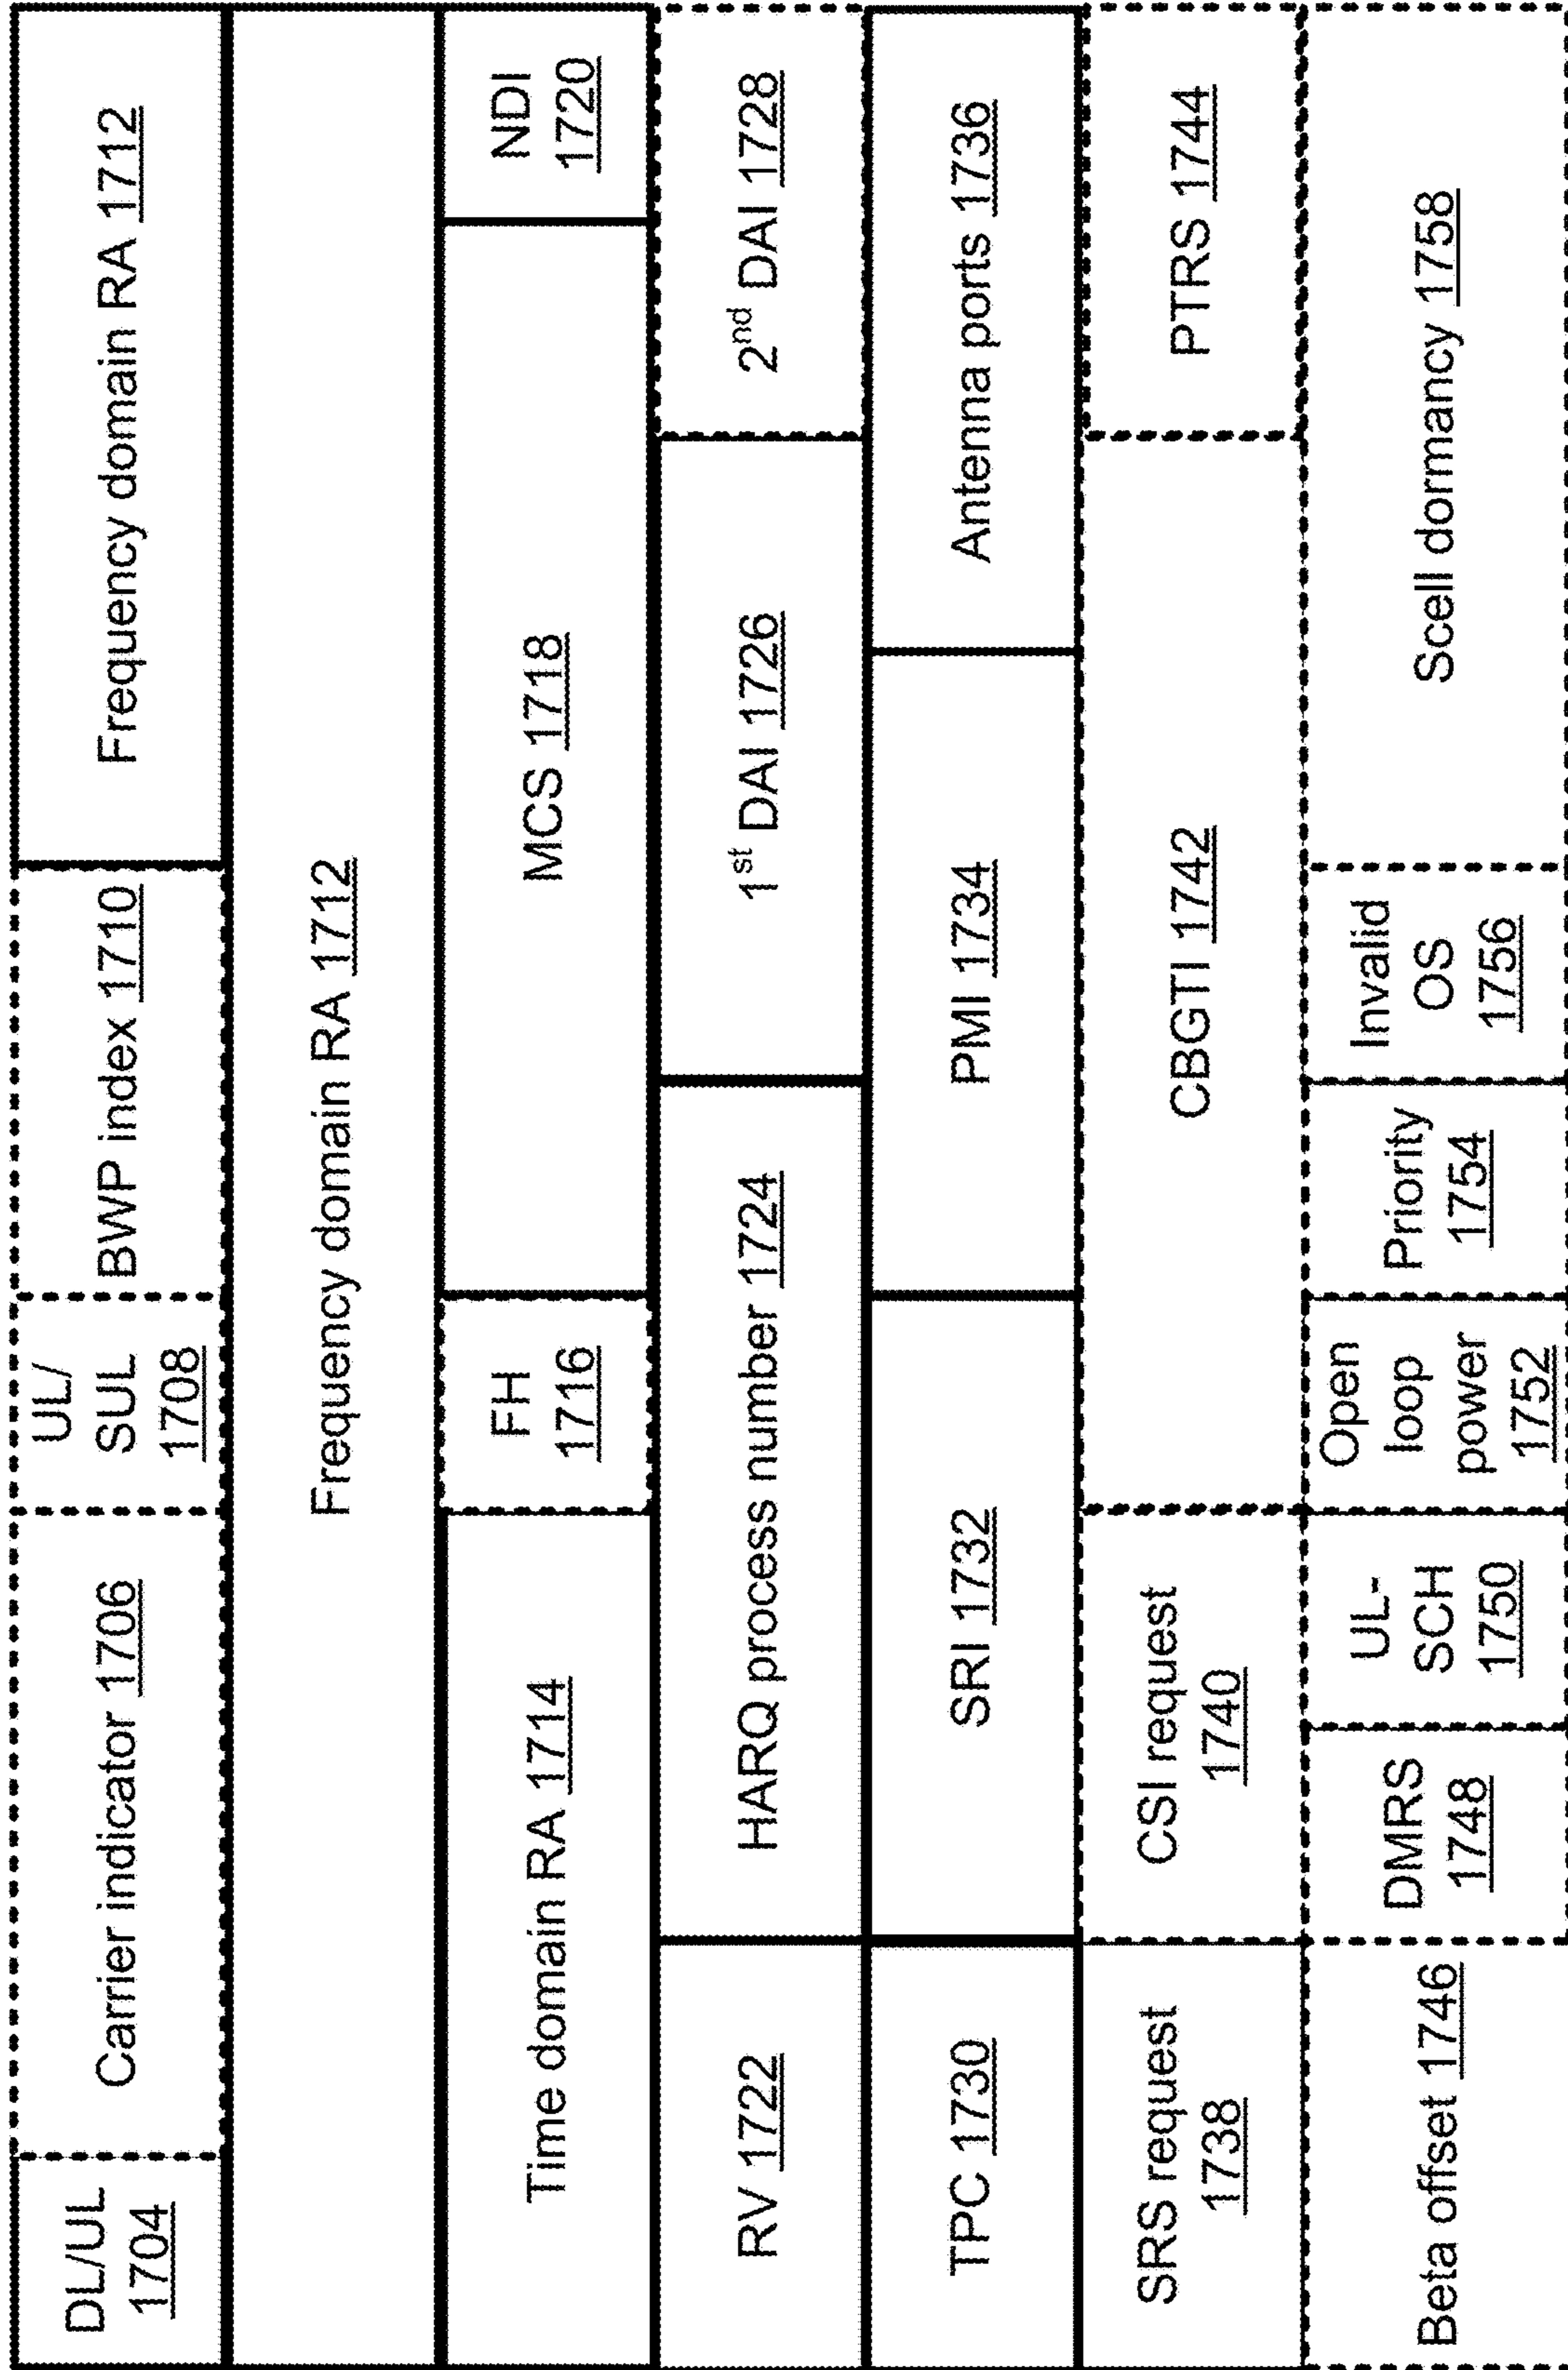 DL/UL
1704
Carrier indicator 1706
UL/
SUL
1708
BWP index 1710
Frequency domain RA 1712
Frequency domain RA 1712
Time domain RA 1714
FH
1716
MCS 1718
NDI
1720
RV 1722
HARQ process number 1724
1st DAI 1726
2nd DAI 1728
TPC 1730
SRI 1732
PMI 1734
Antenna ports 1736
SRS request
1738
CSI request
1740
CBGTI 1742
PTRS 1744
Beta offset 1746
DMRS
1748
UL-
SCH
1750
Open
loop
power
1752
Priority
1754
Invalid
OS
1756
Scell dormancy 1758